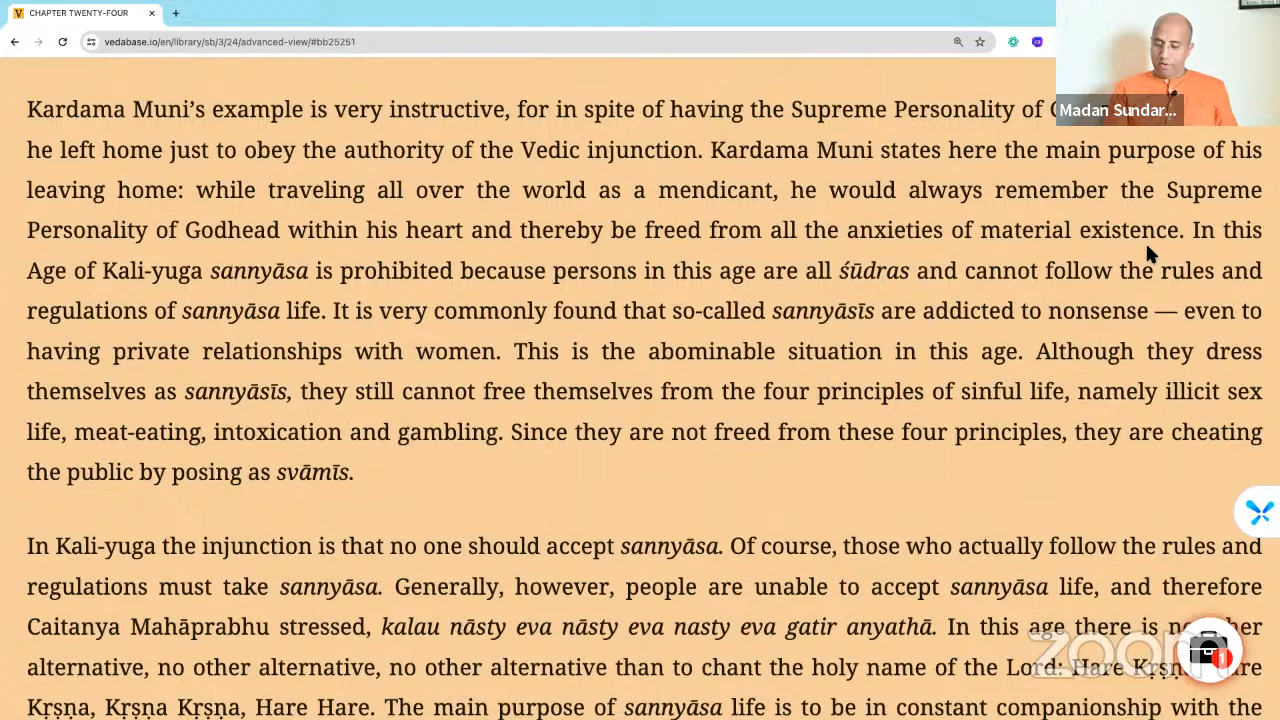 CHAPTER TWENTY-FOUR
vedabase.io/en/library/sb/3/24/advanced-view/#bb25251
Madan Sundar...
Kardama Muni’s example is very instructive, for in spite of having the Supreme Personality of
he left home just to obey the authority of the Vedic injunction. Kardama Muni states here the main purpose of his
leaving home: while traveling all over the world as a mendicant, he would always remember the Supreme
Personality of Godhead within his heart and thereby be freed from all the anxieties of material existence. In this
Age of Kali-yuga sannyāsa is prohibited because persons in this age are all śūdras and cannot follow the rules and
regulations of sannyāsa life. It is very commonly found that so-called sannyāsīs are addicted to nonsense — even to
having private relationships with women. This is the abominable situation in this age. Although they dress
themselves as sannyāsīs, they still cannot free themselves from the four principles of sinful life, namely illicit sex
life, meat-eating, intoxication and gambling. Since they are not freed from these four principles, they are cheating
the public by posing as svāmīs.
In Kali-yuga the injunction is that no one should accept sannyāsa. Of course, those who actually follow the rules and
regulations must take sannyāsa. Generally, however, people are unable to accept sannyāsa life, and therefore
Caitanya Mahāprabhu stressed, kalau nāsty eva nāsty eva nasty eva gatir anyathā. In this age there is
alternative, no other alternative, no other alternative than to chant the holy name of the Lord: Hare
Kṛṣṇa, Kṛṣṇa Kṛṣṇa, Hare Hare. The main purpose of sannyāsa life is to be in constant companionship with the
zoom
1